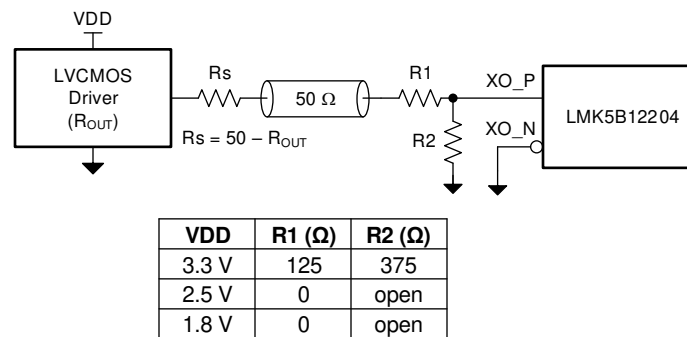 VDD
LVCMOS
Driver
(ROUT)
Rs
50 Ω
R1
XO_P
LMK5B12204
R2
XO_N
Rs = 50 – ROUT
VDD R1 (Ω) R2 (Ω)
3.3 V 125 375
2.5 V 0 open
1.8 V 0 open